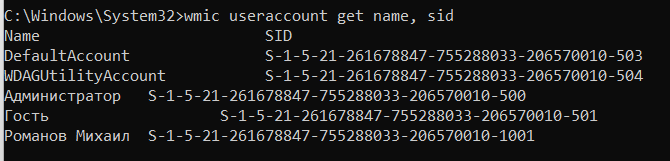 C:\Windows\System32>wmic useraccount get name, sid
Name SID
DefaultAccount S-1-5-21-261678847-755288033-206570010-503
WDAGUtilityAccount S-1-5-21-261678847-755288033-206570010-504
Администратор S-1-5-21-261678847-755288033-206570010-500
Гость S-1-5-21-261678847-755288033-206570010-501
Романов Михаил S-1-5-21-261678847-755288033-206570010-1001